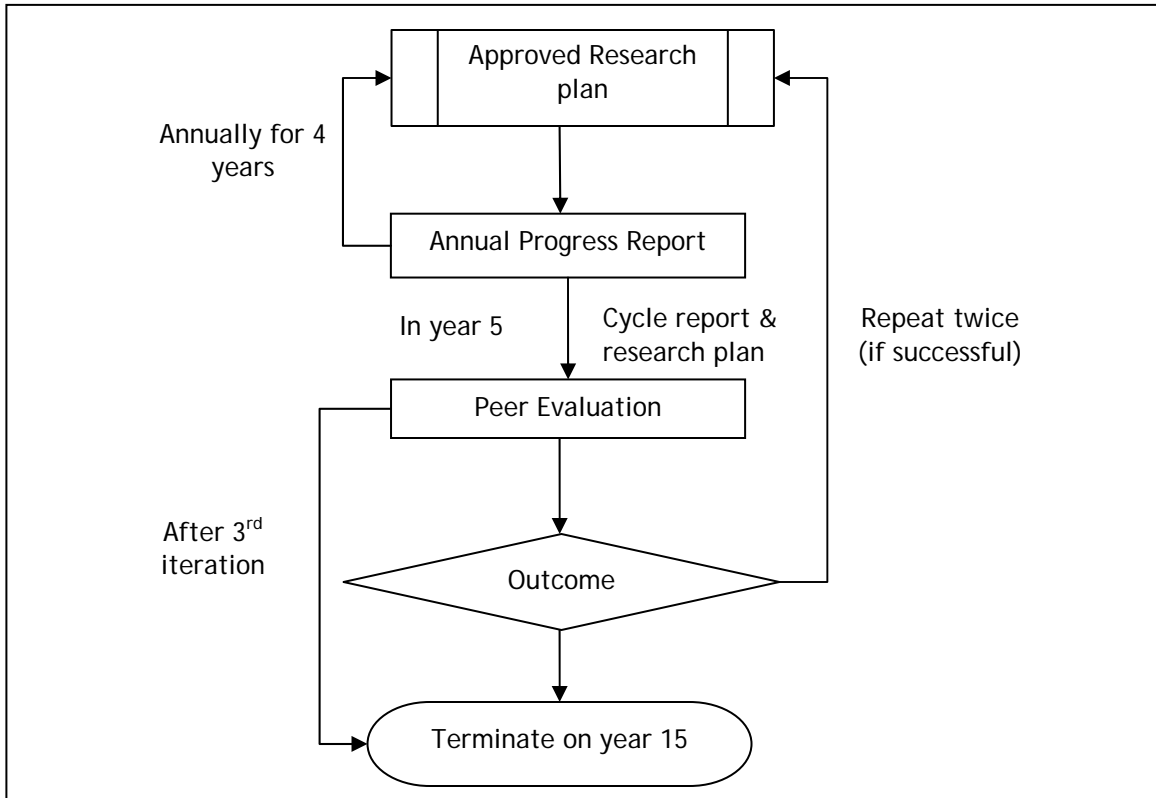 Approved Research
plan
Annually for 4
years
Annual Progress Report
In year 5
Cycle report &
research plan
Repeat twice
(if successful)
Peer Evaluation
After 3rd
iteration
Outcome
Terminate on year 15